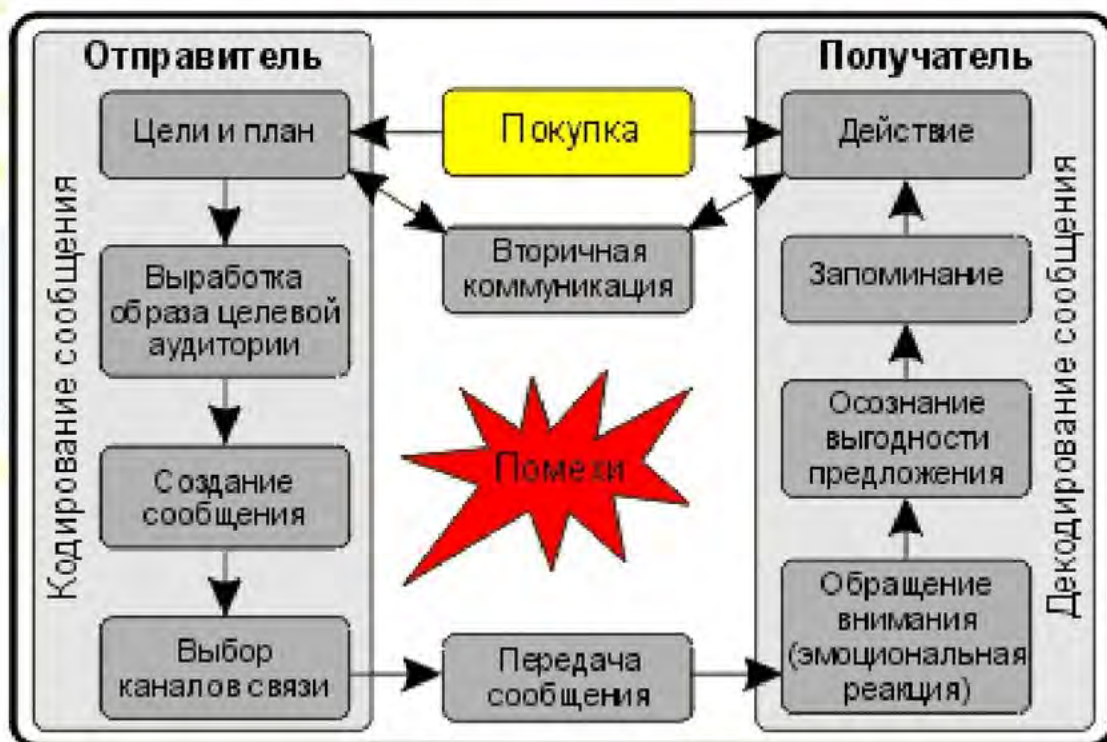 Отправитель
Кодирование сообщения
Цели и план
Выработка
образа целевой
аудитории
Создание
сообщения
Выбор
каналов связи
Покупка
Вторичная
коммуникация
Помехи
Передача
сообщения
Получатель
Действие
Запоминание
Осознание
выгодности
предложения
Обращение
внимания
(эмоциональная
реакция)
Декодирование сообщения